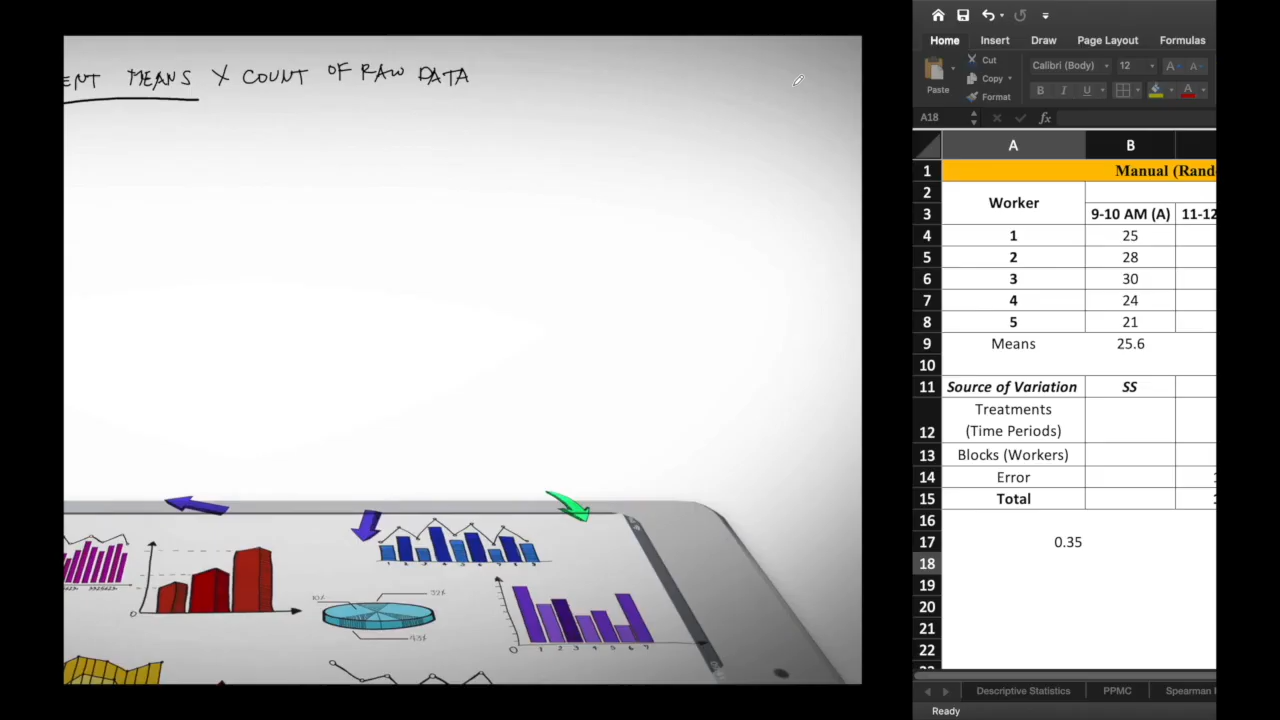 ENT MEANS X COUNT OF RAW DATA
Home Insert Draw Page Layout Formulas
Cut
Copy
Paste Format
Calibri (Body) 12 A A
B I U A
A18 fx
A B
1 Manual (Rand
2 Worker
3 9-10 AM (A) 11-12
4 1 25
5 2 28
6 3 30
7 4 24
8 5 21
9 Means 25.6
10
11 Source of Variation SS
12 Treatments
(Time Periods)
13 Blocks (Workers)
14 Error 1
15 Total 1
16
17 0.35
18
19
20
21
22
Descriptive Statistics PPMC Spearman
Ready